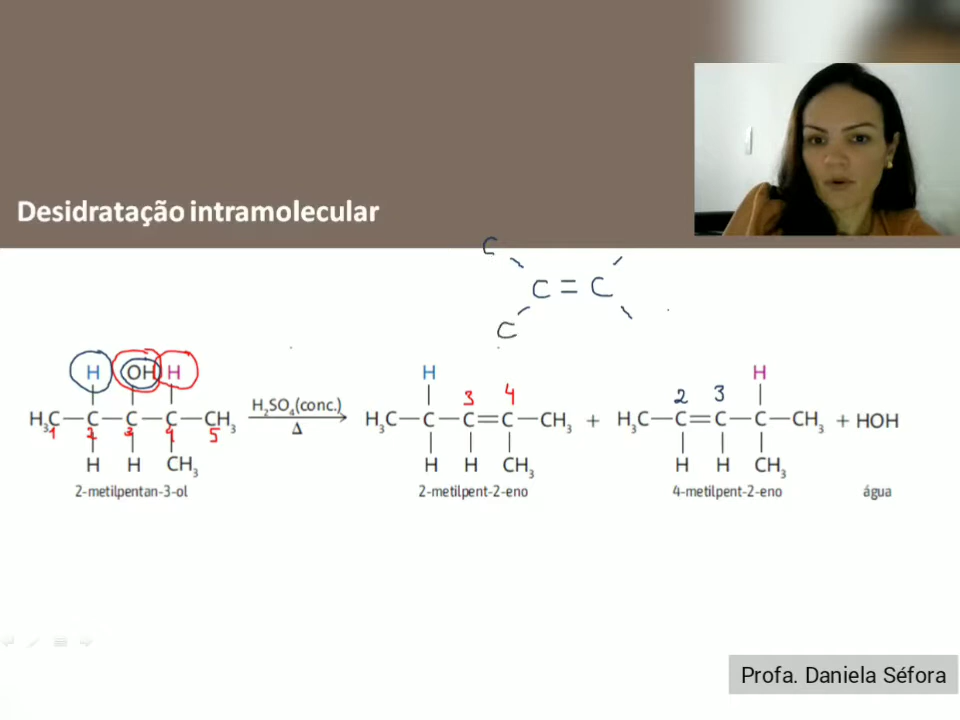 Desidratação intramolecular
C
C = C
C
H OH H
H₃C — C — C — C — CH₃
1 2 3 4 5
H H CH₃
2-metilpentan-3-ol
H₂SO₄(conc.)
Δ
H
3 4
H₃C — C — C = C — CH₃
H H CH₃
2-metilpent-2-eno
+
H
2 3
H₃C — C = C — C — CH₃
H H CH₃
4-metilpent-2-eno
+ HOH
água
Profa. Daniela Séfora